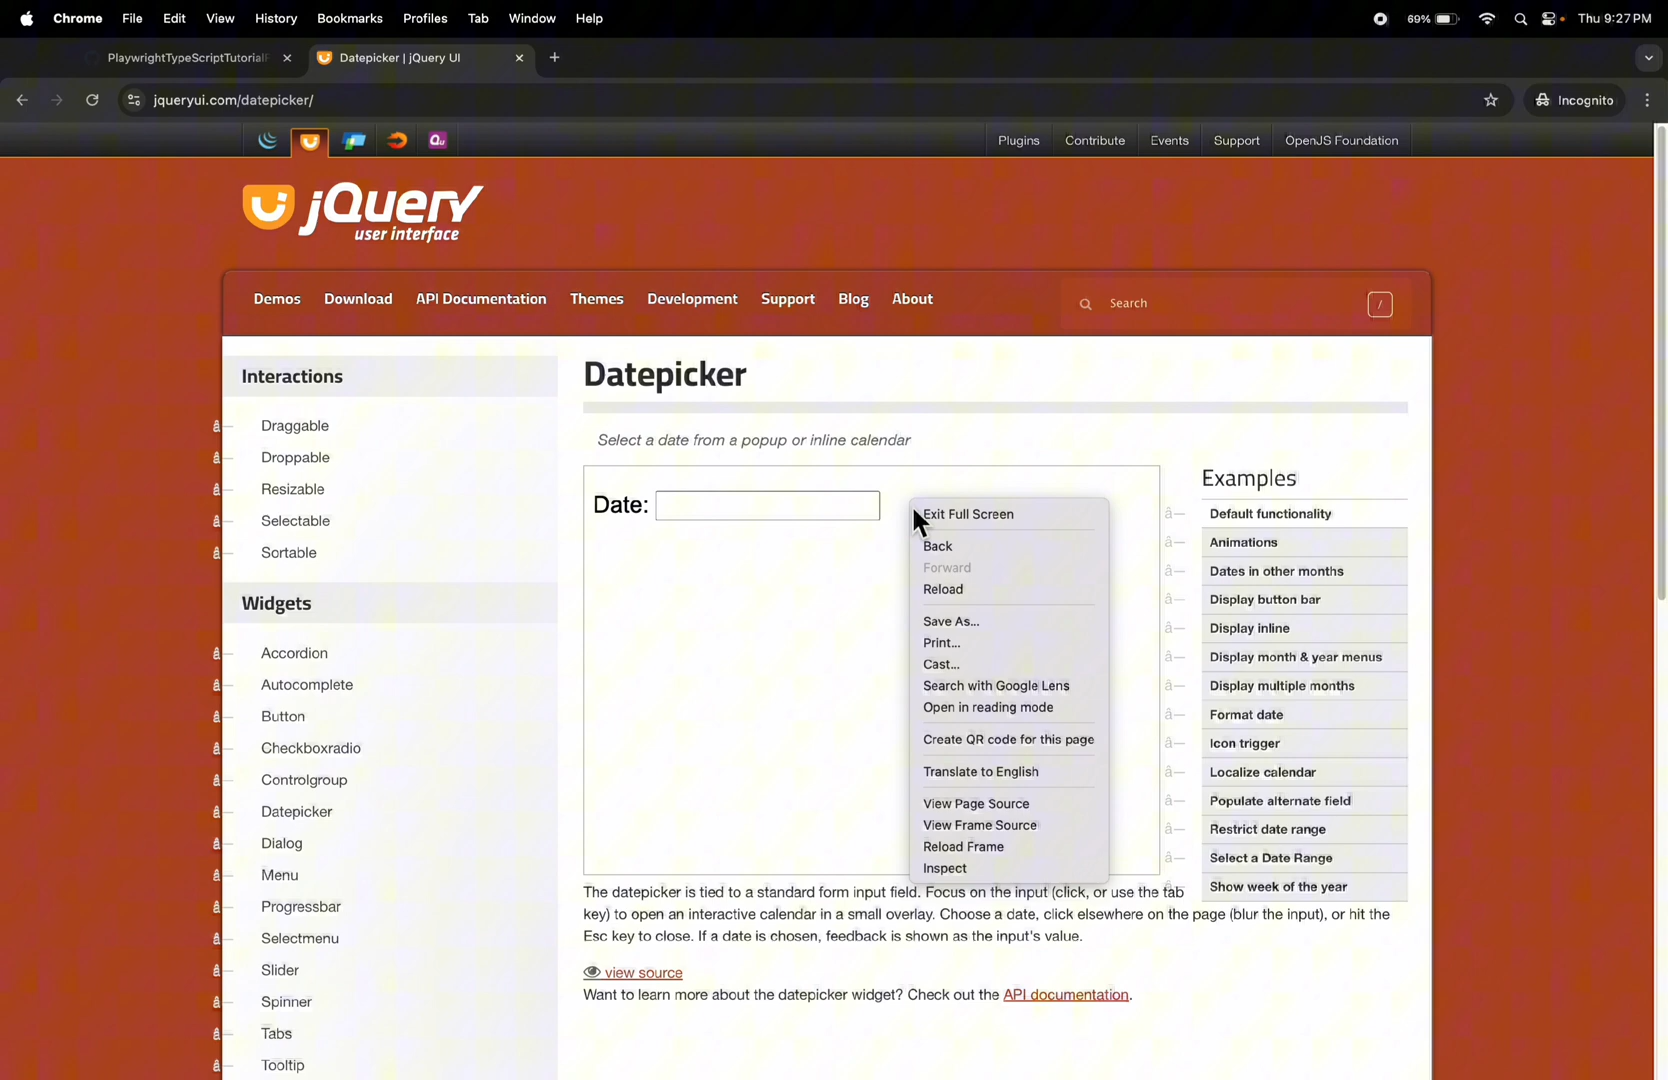 Chrome File Edit View History Bookmarks Profiles Tab Window Help 69% Thu 9:27 PM
PlaywrightTypeScriptTutorial Datepicker | jQuery UI
jqueryui.com/datepicker/ Incognito
Plugins Contribute Events Support OpenJS Foundation
jQuery
user interface
Demos Download API Documentation Themes Development Support Blog About Search /
Interactions
â Draggable
â Droppable
â Resizable
â Selectable
â Sortable
Widgets
â Accordion
â Autocomplete
â Button
â Checkboxradio
â Controlgroup
â Datepicker
â Dialog
â Menu
â Progressbar
â Selectmenu
â Slider
â Spinner
â Tabs
â Tooltip
Datepicker
Select a date from a popup or inline calendar
Date:
Exit Full Screen
Back
Forward
Reload
Save As...
Print...
Cast...
Search with Google Lens
Open in reading mode
Create QR code for this page
Translate to English
View Page Source
View Frame Source
Reload Frame
Inspect
Examples
â Default functionality
â Animations
â Dates in other months
â Display button bar
â Display inline
â Display month & year menus
â Display multiple months
â Format date
â Icon trigger
â Localize calendar
â Populate alternate field
â Restrict date range
â Select a Date Range
Show week of the year
The datepicker is tied to a standard form input field. Focus on the input (click, or use the tab
key) to open an interactive calendar in a small overlay. Choose a date, click elsewhere on the page (blur the input), or hit the
Esc key to close. If a date is chosen, feedback is shown as the input's value.
view source
Want to learn more about the datepicker widget? Check out the API documentation.